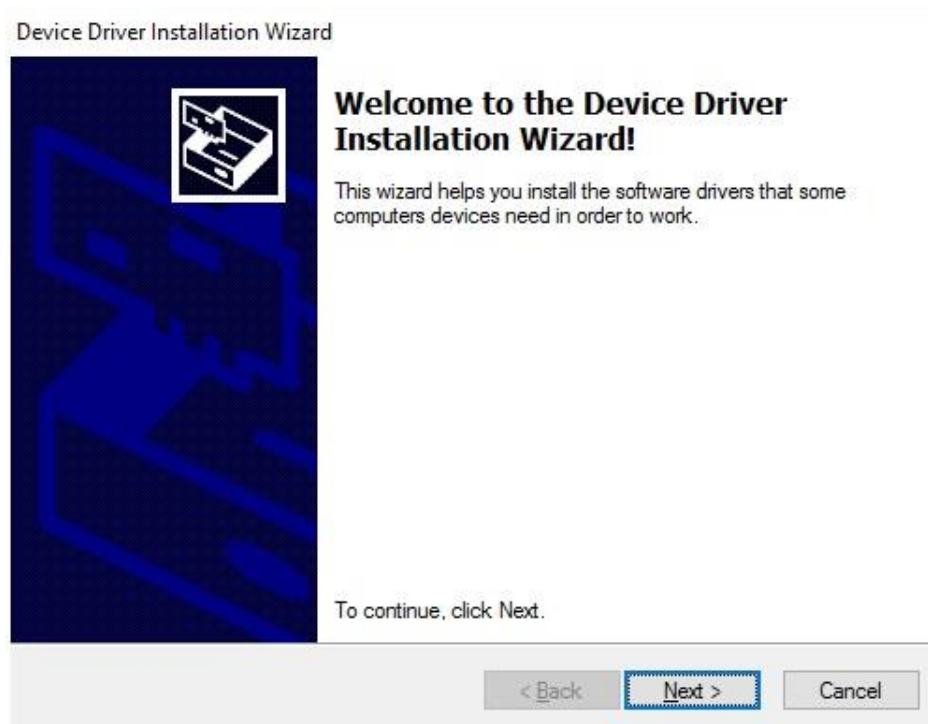 Device Driver Installation Wizard
Welcome to the Device Driver
Installation Wizard!
This wizard helps you install the software drivers that some
computers devices need in order to work.
To continue, click Next.
< Back
Next >
Cancel